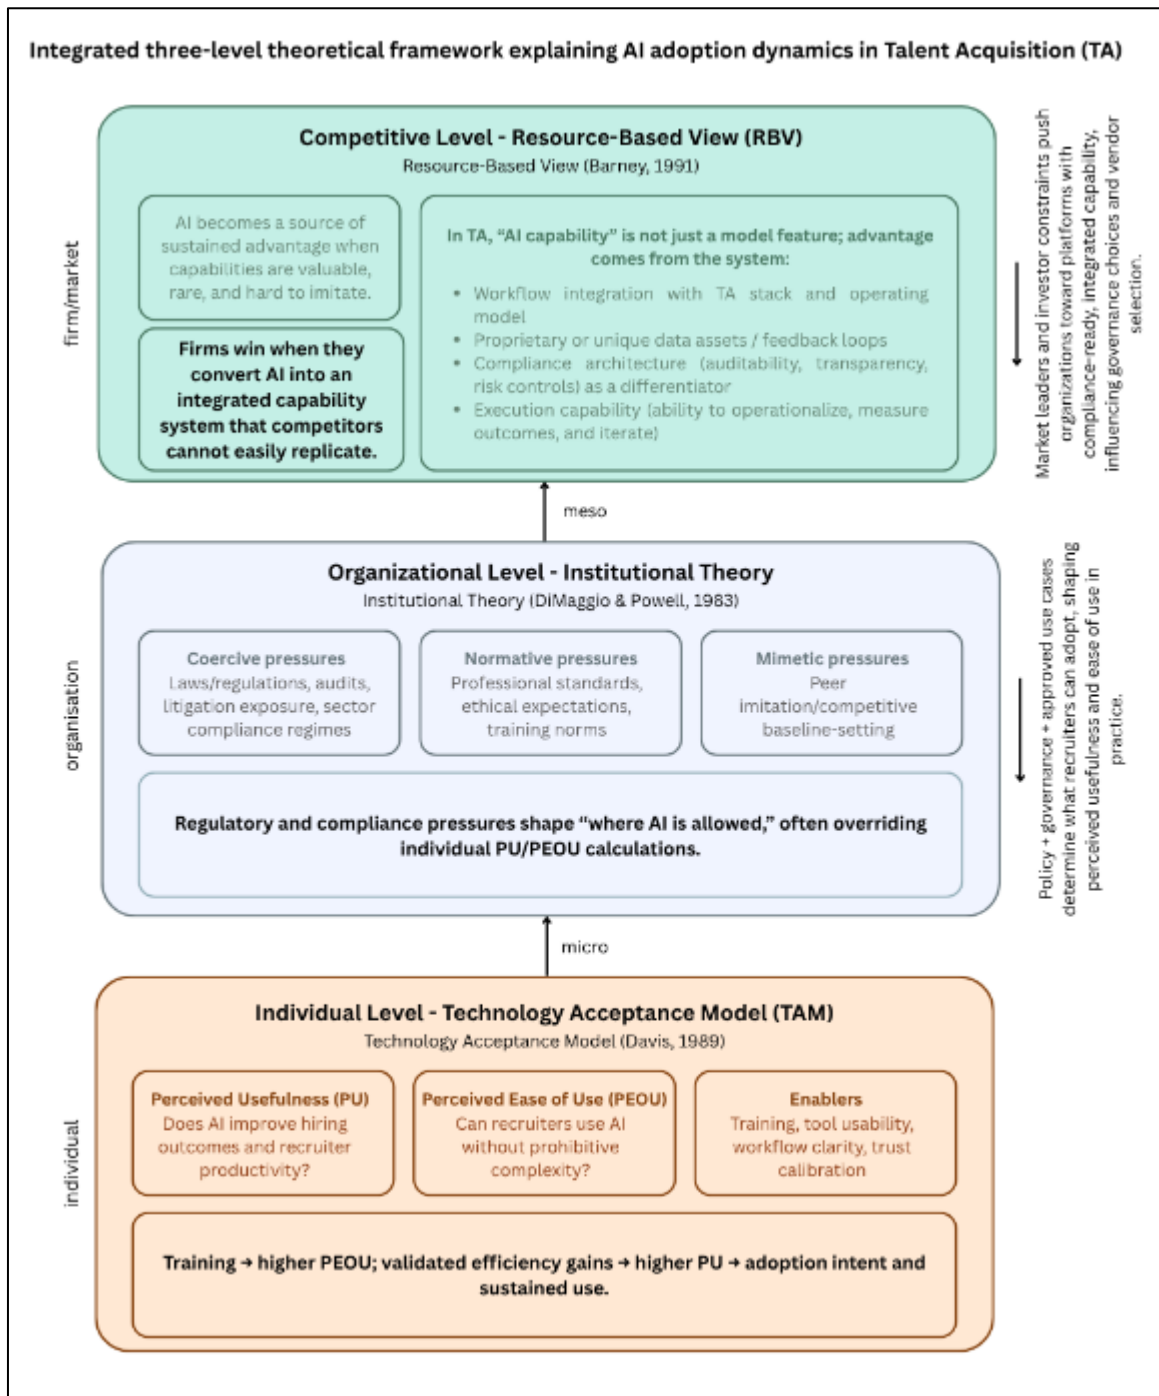 Integrated three-level theoretical framework explaining AI adoption dynamics in Talent Acquisition (TA)
firm/market
Competitive Level - Resource-Based View (RBV)
Resource-Based View (Barney, 1991)
AI becomes a source of
sustained advantage when
capabilities are valuable,
rare, and hard to imitate.
Firms win when they
convert AI into an
integrated capability
system that competitors
cannot easily replicate.
In TA, “AI capability” is not just a model feature; advantage
comes from the system:
• Workflow integration with TA stack and operating
model
• Proprietary or unique data assets / feedback loops
• Compliance architecture (auditability, transparency,
risk controls) as a differentiator
• Execution capability (ability to operationalize, measure
outcomes, and iterate)
Market leaders and investor constraints push
organizations toward platforms with
compliance-ready, integrated capability,
influencing governance choices and vendor
selection.
meso
organisation
Organizational Level - Institutional Theory
Institutional Theory (DiMaggio & Powell, 1983)
Coercive pressures
Laws/regulations, audits,
litigation exposure, sector
compliance regimes
Normative pressures
Professional standards,
ethical expectations,
training norms
Mimetic pressures
Peer
imitation/competitive
baseline-setting
Regulatory and compliance pressures shape “where AI is allowed,” often overriding
individual PU/PEOU calculations.
Policy + governance + approved use cases
determine what recruiters can adopt, shaping
perceived usefulness and ease of use in
practice.
micro
individual
Individual Level - Technology Acceptance Model (TAM)
Technology Acceptance Model (Davis, 1989)
Perceived Usefulness (PU)
Does AI improve hiring
outcomes and recruiter
productivity?
Perceived Ease of Use (PEOU)
Can recruiters use AI
without prohibitive
complexity?
Enablers
Training, tool usability,
workflow clarity, trust
calibration
Training → higher PEOU; validated efficiency gains → higher PU → adoption intent and
sustained use.